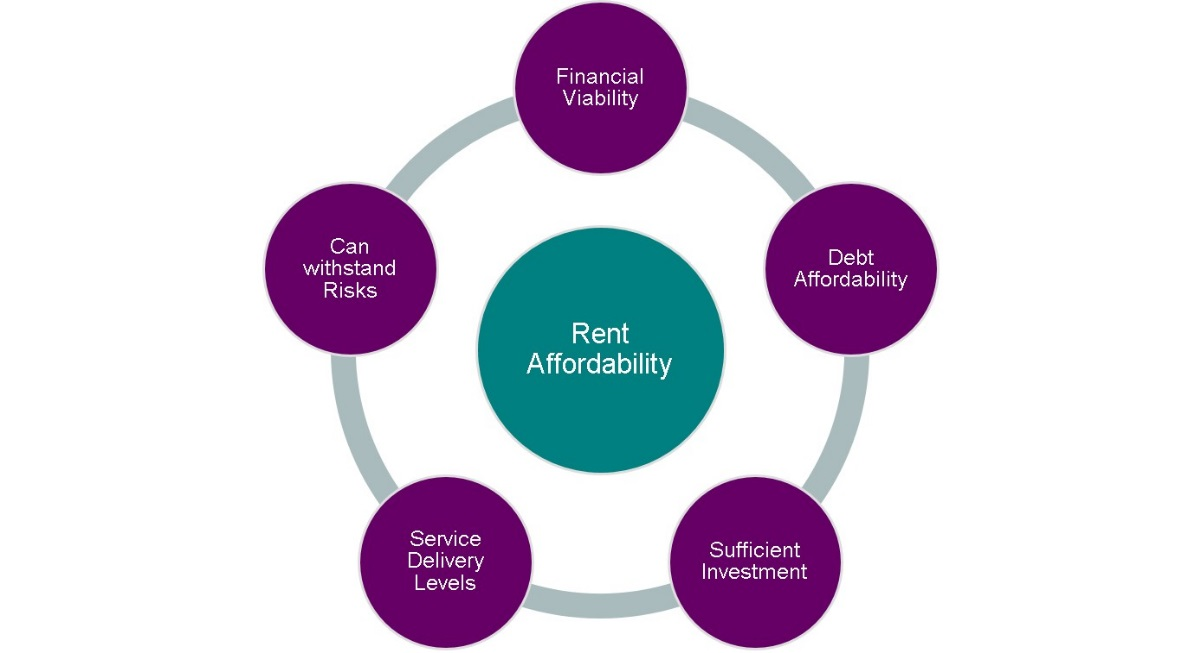 Financial
Viability
Debt
Affordability
Sufficient
Investment
Service
Delivery
Levels
Can
withstand
Risks
Rent
Affordability